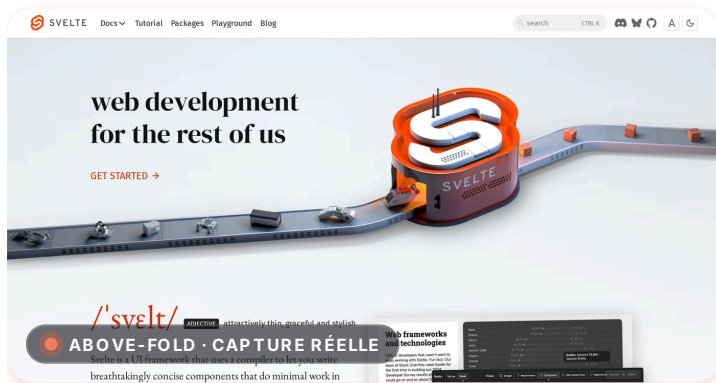 SVELTE Docs Tutorial Packages Playground Blog search CTRL K A
web development
for the rest of us
GET STARTED →
SVELTE
/ˈsvɛlt/ ADJECTIVE attractively thin, graceful and stylish
ABOVE-FOLD · CAPTURE RÉELLE
Svelte is a UI framework that uses a compiler to let you write
breathtakingly concise components that do minimal work in
Web frameworks
and technologies